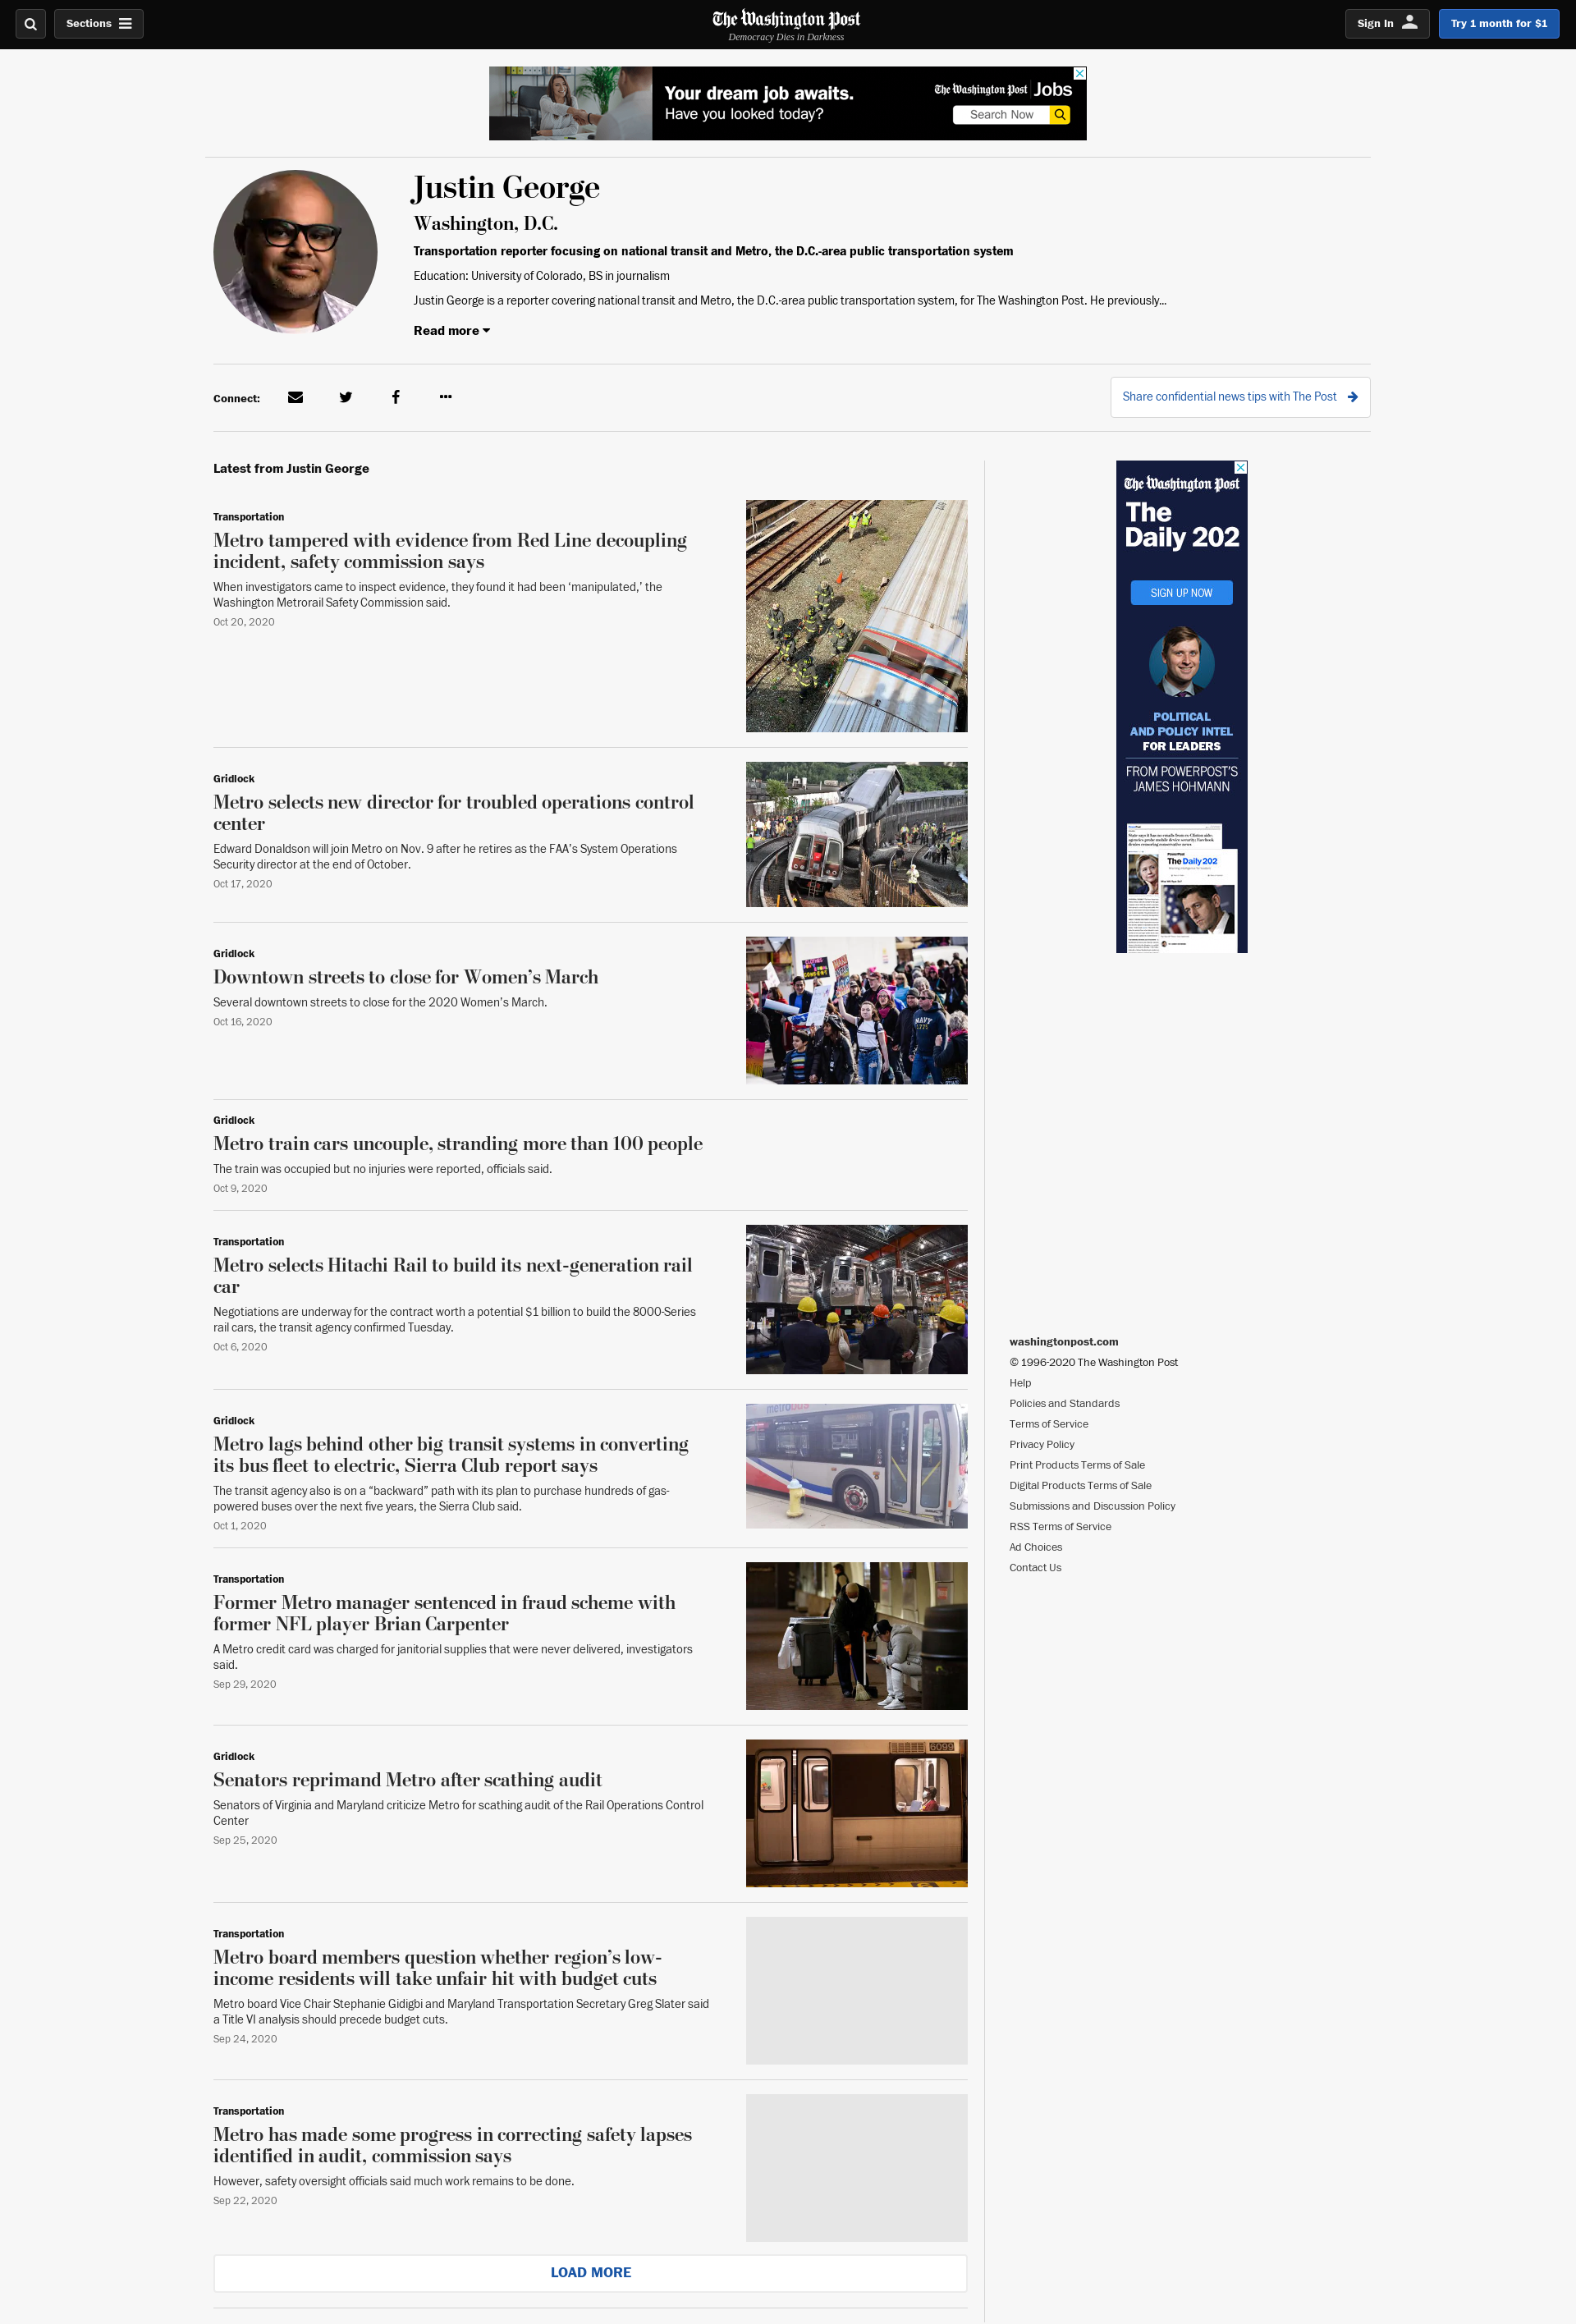 Sections
The Washington Post
Democracy Dies in Darkness
Sign In
Try 1 month for $1
Your dream job awaits.
Have you looked today?
The Washington Post Jobs
Search Now
Justin George
Washington, D.C.
Transportation reporter focusing on national transit and Metro, the D.C.-area public transportation system
Education: University of Colorado, BS in journalism
Justin George is a reporter covering national transit and Metro, the D.C.-area public transportation system, for The Washington Post. He previously...
Read more
Connect:
Share confidential news tips with The Post
Latest from Justin George
Transportation
Metro tampered with evidence from Red Line decoupling
incident, safety commission says
When investigators came to inspect evidence, they found it had been ‘manipulated,’ the
Washington Metrorail Safety Commission said.
Oct 20, 2020
Gridlock
Metro selects new director for troubled operations control
center
Edward Donaldson will join Metro on Nov. 9 after he retires as the FAA’s System Operations
Security director at the end of October.
Oct 17, 2020
Gridlock
Downtown streets to close for Women’s March
Several downtown streets to close for the 2020 Women’s March.
Oct 16, 2020
NAVY
Gridlock
Metro train cars uncouple, stranding more than 100 people
The train was occupied but no injuries were reported, officials said.
Oct 9, 2020
Transportation
Metro selects Hitachi Rail to build its next-generation rail
car
Negotiations are underway for the contract worth a potential $1 billion to build the 8000-Series
rail cars, the transit agency confirmed Tuesday.
Oct 6, 2020
Gridlock
Metro lags behind other big transit systems in converting
its bus fleet to electric, Sierra Club report says
The transit agency also is on a “backward” path with its plan to purchase hundreds of gas-
powered buses over the next five years, the Sierra Club said.
Oct 1, 2020
metrobus
Transportation
Former Metro manager sentenced in fraud scheme with
former NFL player Brian Carpenter
A Metro credit card was charged for janitorial supplies that were never delivered, investigators
said.
Sep 29, 2020
Gridlock
Senators reprimand Metro after scathing audit
Senators of Virginia and Maryland criticize Metro for scathing audit of the Rail Operations Control
Center
Sep 25, 2020
6099
Transportation
Metro board members question whether region’s low-
income residents will take unfair hit with budget cuts
Metro board Vice Chair Stephanie Gidigbi and Maryland Transportation Secretary Greg Slater said
a Title VI analysis should precede budget cuts.
Sep 24, 2020
Transportation
Metro has made some progress in correcting safety lapses
identified in audit, commission says
However, safety oversight officials said much work remains to be done.
Sep 22, 2020
LOAD MORE
The Washington Post
The
Daily 202
SIGN UP NOW
POLITICAL
AND POLICY INTEL
FOR LEADERS
FROM POWERPOST’S
JAMES HOHMANN
The Daily 202
washingtonpost.com
© 1996-2020 The Washington Post
Help
Policies and Standards
Terms of Service
Privacy Policy
Print Products Terms of Sale
Digital Products Terms of Sale
Submissions and Discussion Policy
RSS Terms of Service
Ad Choices
Contact Us